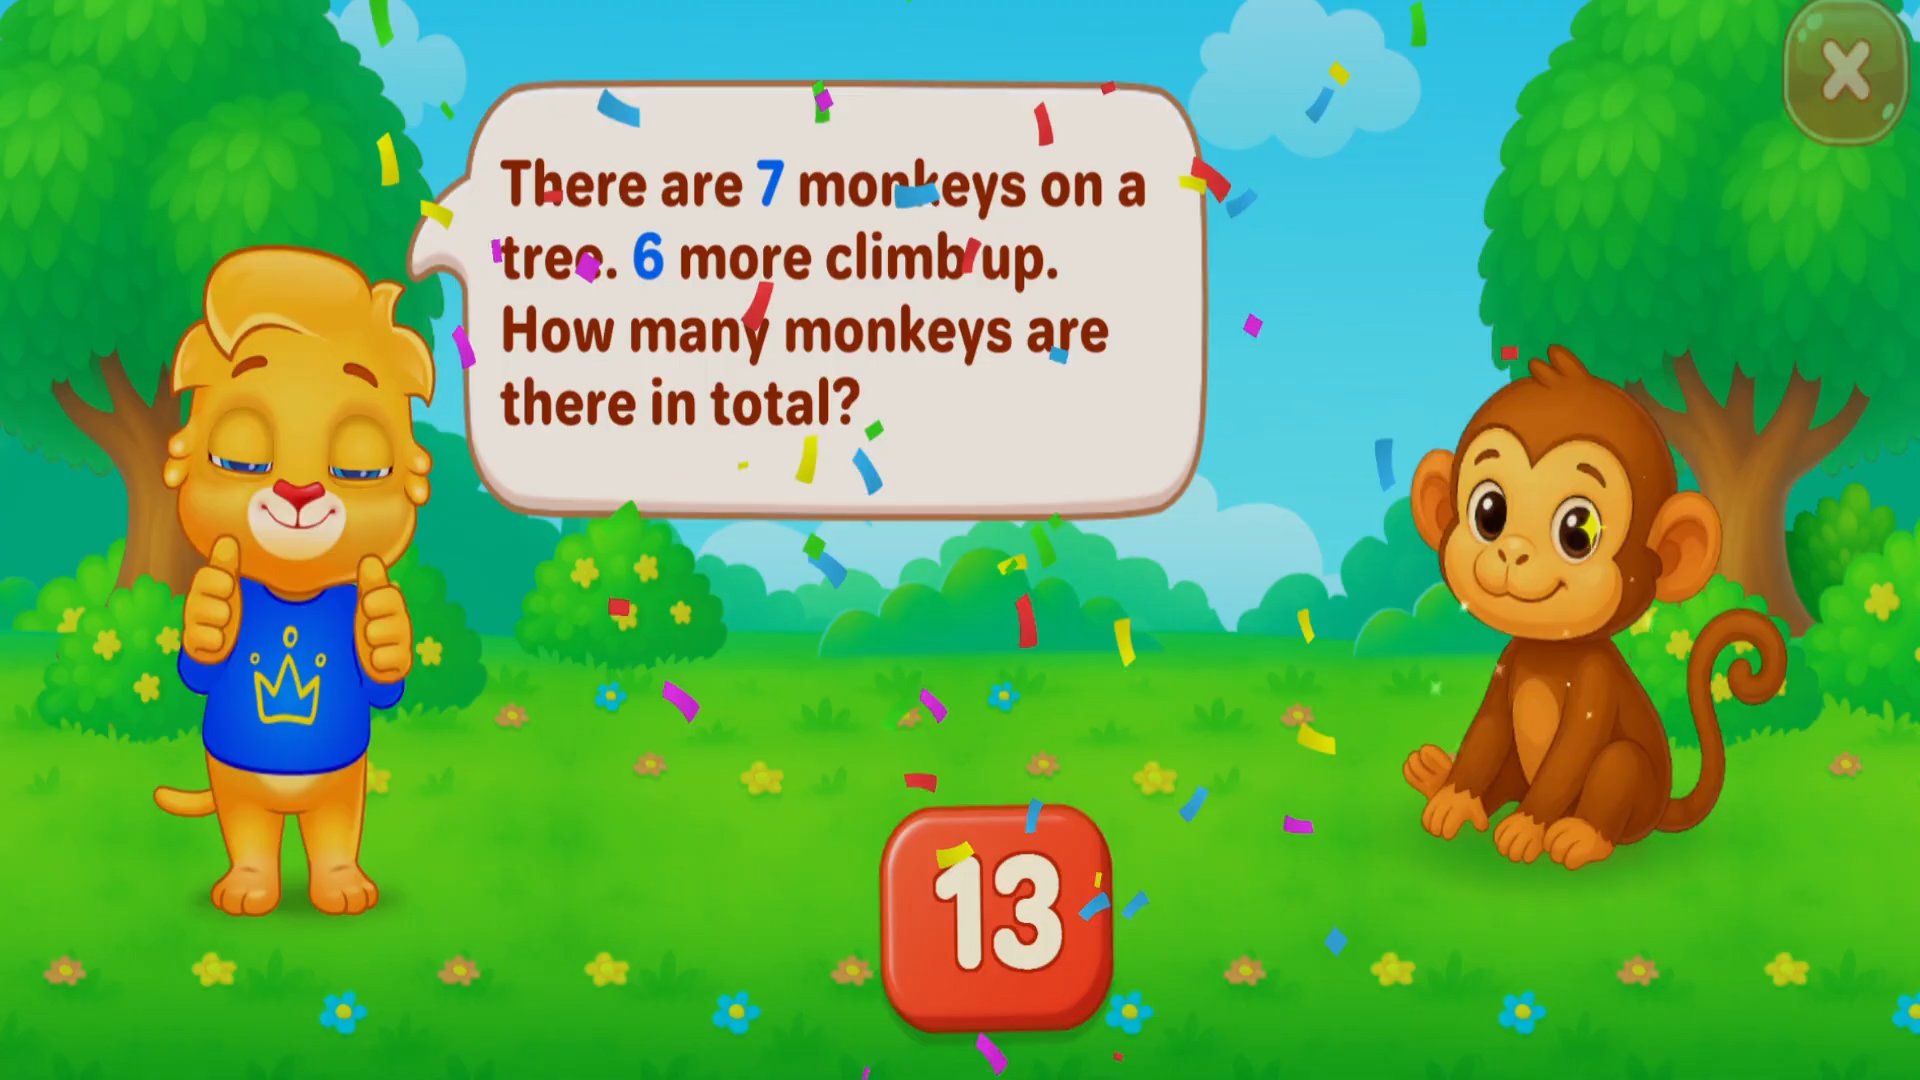 There are 7 monkeys on a
tree. 6 more climb up.
How many monkeys are
there in total?
13